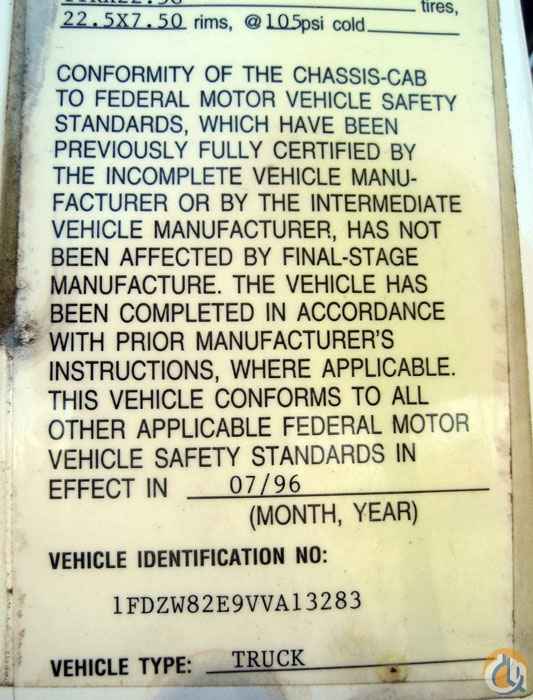 tires,
22.5X7.50 rims, @ 105psi cold
CONFORMITY OF THE CHASSIS-CAB
TO FEDERAL MOTOR VEHICLE SAFETY
STANDARDS, WHICH HAVE BEEN
PREVIOUSLY FULLY CERTIFIED BY
THE INCOMPLETE VEHICLE MANU-
FACTURER OR BY THE INTERMEDIATE
VEHICLE MANUFACTURER, HAS NOT
BEEN AFFECTED BY FINAL-STAGE
MANUFACTURE. THE VEHICLE HAS
BEEN COMPLETED IN ACCORDANCE
WITH PRIOR MANUFACTURER'S
INSTRUCTIONS, WHERE APPLICABLE.
THIS VEHICLE CONFORMS TO ALL
OTHER APPLICABLE FEDERAL MOTOR
VEHICLE SAFETY STANDARDS IN
EFFECT IN 07/96
(MONTH, YEAR)
VEHICLE IDENTIFICATION NO:
1FDZW82E9VVA13283
VEHICLE TYPE: TRUCK